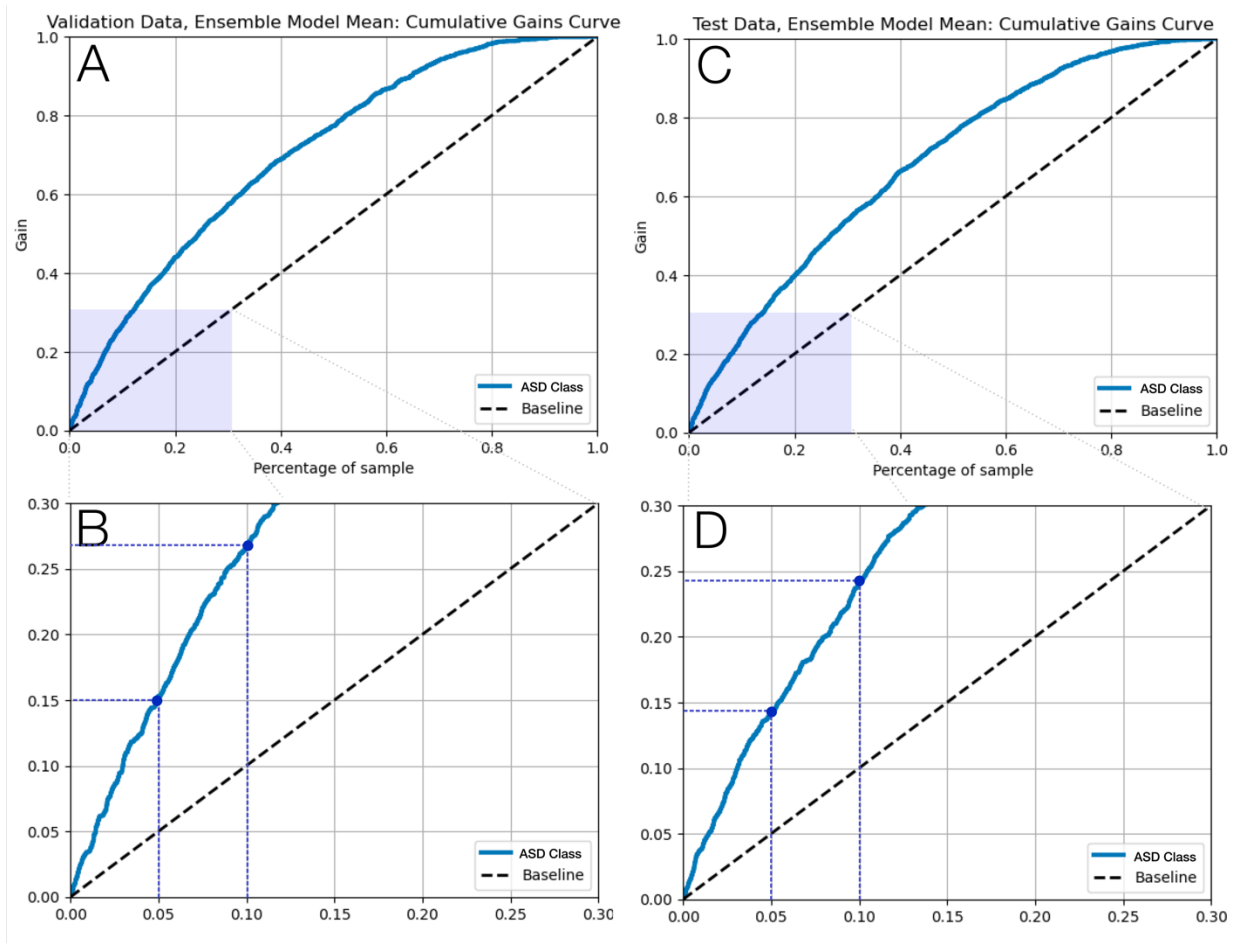 Validation Data, Ensemble Model Mean: Cumulative Gains Curve
A
1.0
0.8
0.6
0.4
0.2
0.0
Gain
0.0 0.2 0.4 0.6 0.8 1.0
Percentage of sample
ASD Class
Baseline
Test Data, Ensemble Model Mean: Cumulative Gains Curve
C
1.0
0.8
0.6
0.4
0.2
0.0
Gain
0.0 0.2 0.4 0.6 0.8 1.0
Percentage of sample
ASD Class
Baseline
B
0.30
0.25
0.20
0.15
0.10
0.05
0.00
0.00 0.05 0.10 0.15 0.20 0.25 0.30
ASD Class
Baseline
D
0.30
0.25
0.20
0.15
0.10
0.05
0.00
0.00 0.05 0.10 0.15 0.20 0.25 0.30
ASD Class
Baseline